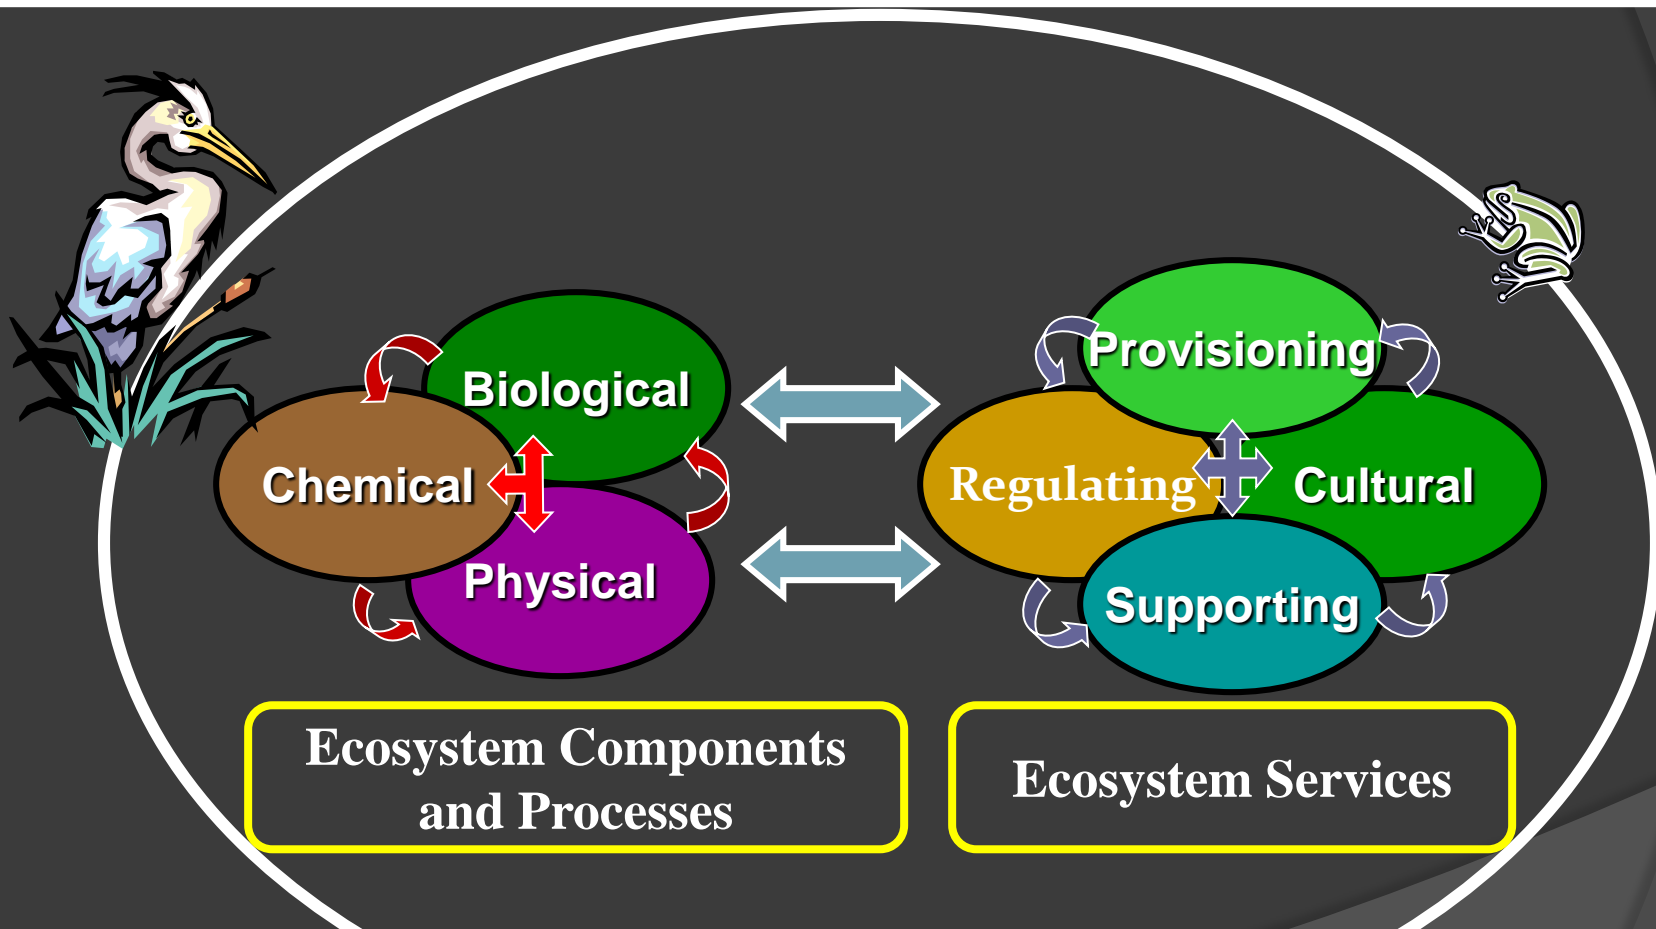 Biological
Chemical
Physical
Provisioning
Regulating
Cultural
Supporting
Ecosystem Components
and Processes
Ecosystem Services